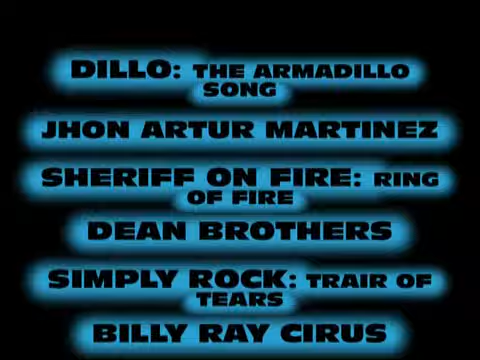 DILLO: THE ARMADILLO
SONG
JHON ARTUR MARTINEZ
SHERIFF ON FIRE: RING
OF FIRE
DEAN BROTHERS
SIMPLY ROCK: TRAIR OF
TEARS
BILLY RAY CIRUS